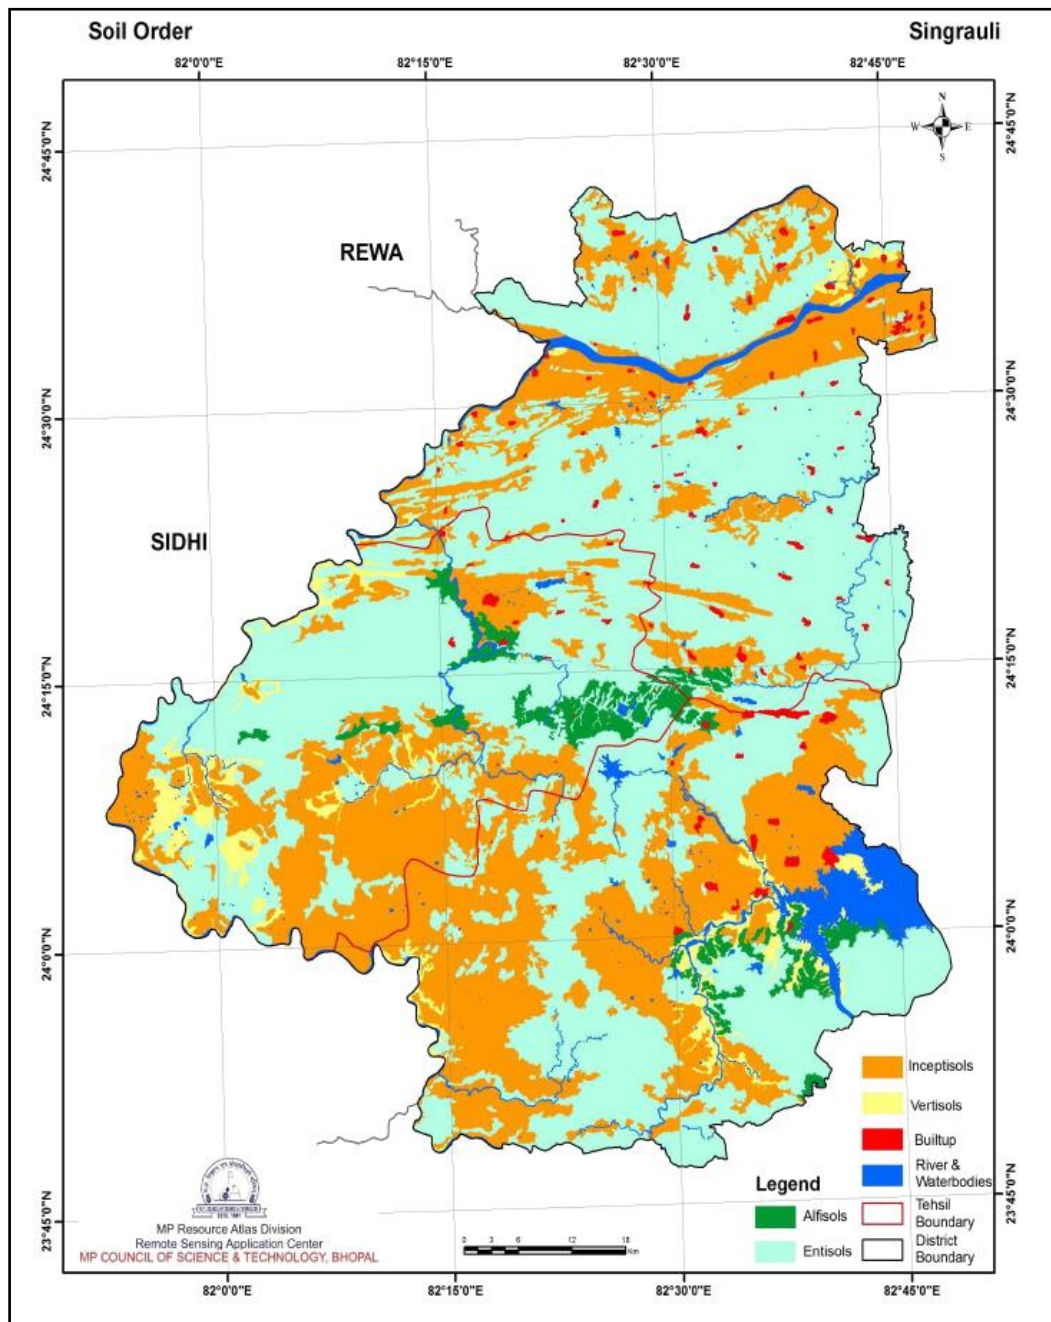 Soil Order
Singrauli
82°0'0"E
82°15'0"E
82°30'0"E
82°45'0"E
N
W E
S
24°45'0"N
24°45'0"N
REWA
24°30'0"N
24°30'0"N
SIDHI
24°15'0"N
24°15'0"N
24°0'0"N
24°0'0"N
Inceptisols
Vertisols
Builtup
River &
Waterbodies
Legend
Alfisols
Tehsil
Boundary
Entisols
District
Boundary
23°45'0"N
23°45'0"N
MP Resource Atlas Division
Remote Sensing Application Center
MP COUNCIL OF SCIENCE & TECHNOLOGY, BHOPAL
0 3 6 12 18
Km
82°0'0"E
82°15'0"E
82°30'0"E
82°45'0"E